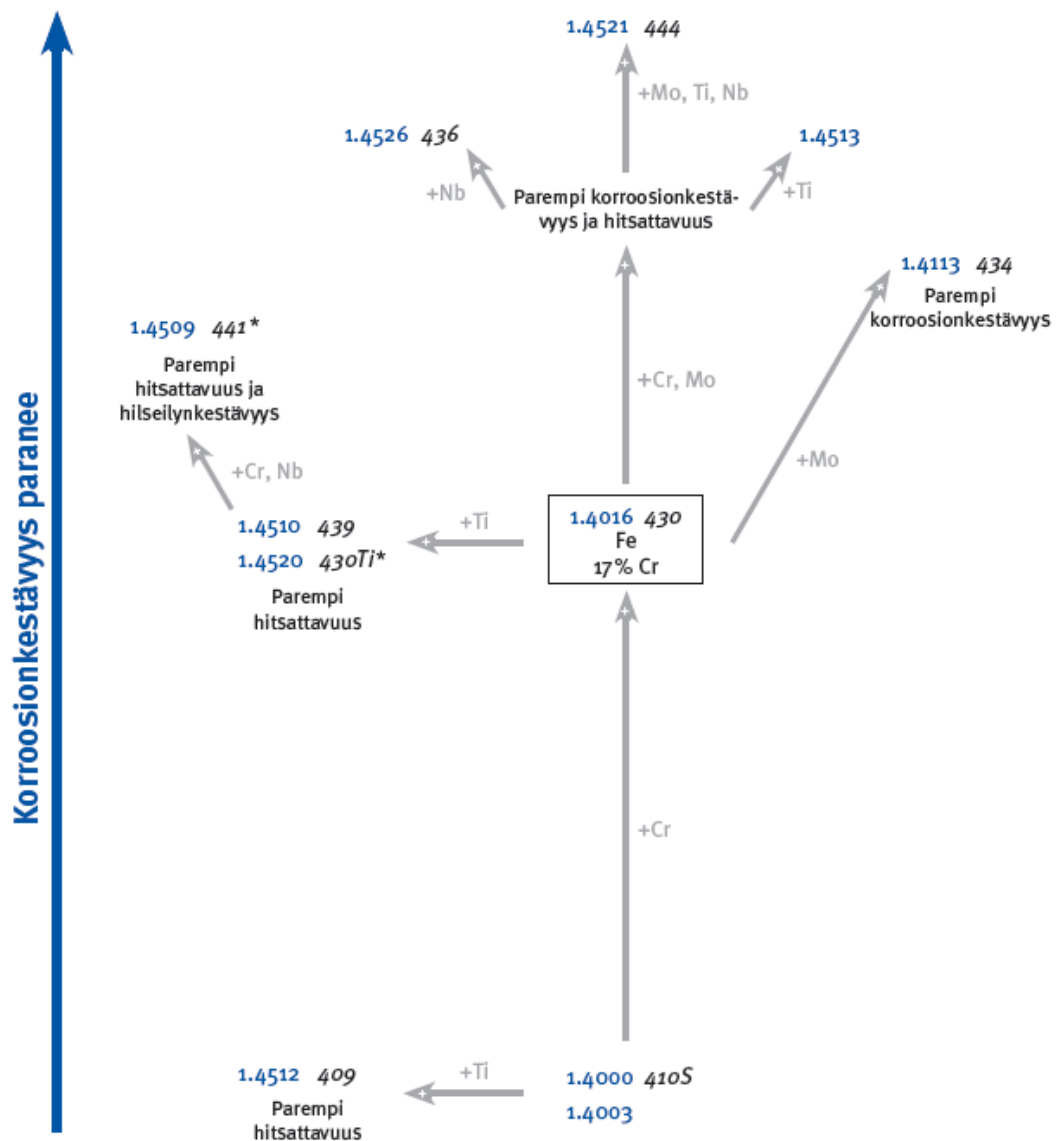 1.4521 444
+Mo, Ti, Nb
1.4526 436
1.4513
+Nb
Parempi korroosionkestä-
vyys ja hitsattavuus
+Ti
1.4113 434
Parempi
korroosionkestävyys
1.4509 441*
Parempi
hitsattavuus ja
hilseilynkestävyys
+Cr, Mo
+Mo
+Cr, Nb
1.4510 439
1.4520 430Ti*
Parempi
hitsattavuus
+Ti
1.4016 430
Fe
17% Cr
Korroosionkestävyys paranee
+Cr
1.4512 409
Parempi
hitsattavuus
+Ti
1.4000 410S
1.4003